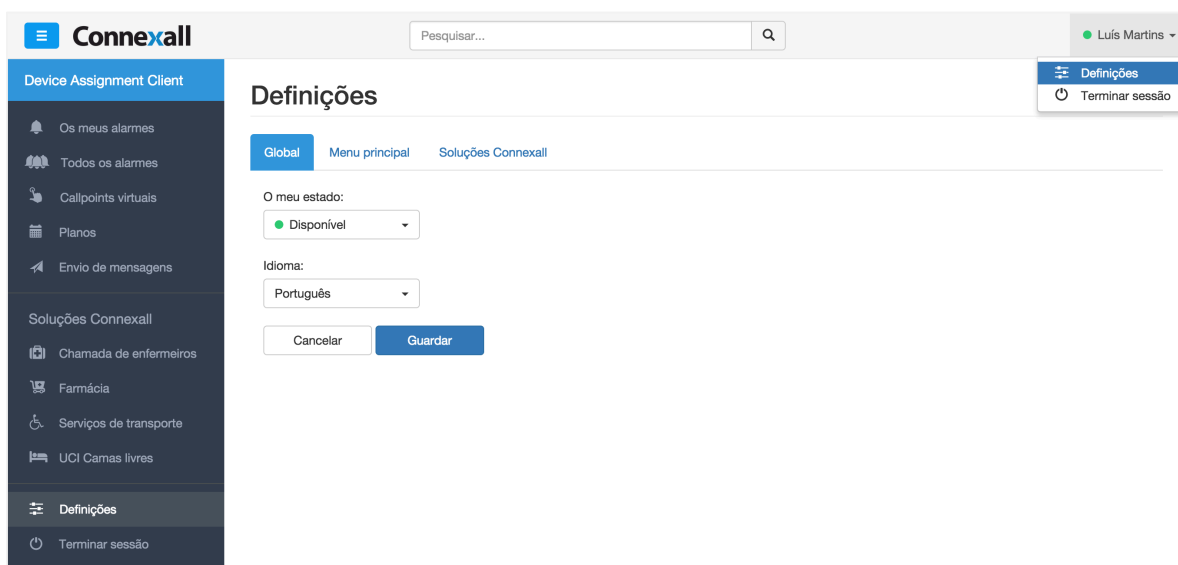 Connexall
Pesquisar...
Luís Martins
Definições
Terminar sessão
Device Assignment Client
Os meus alarmes
Todos os alarmes
Callpoints virtuais
Planos
Envio de mensagens
Soluções Connexall
Chamada de enfermeiros
Farmácia
Serviços de transporte
UCI Camas livres
Definições
Terminar sessão
Definições
Global Menu principal Soluções Connexall
O meu estado:
Disponível
Idioma:
Português
Cancelar Guardar